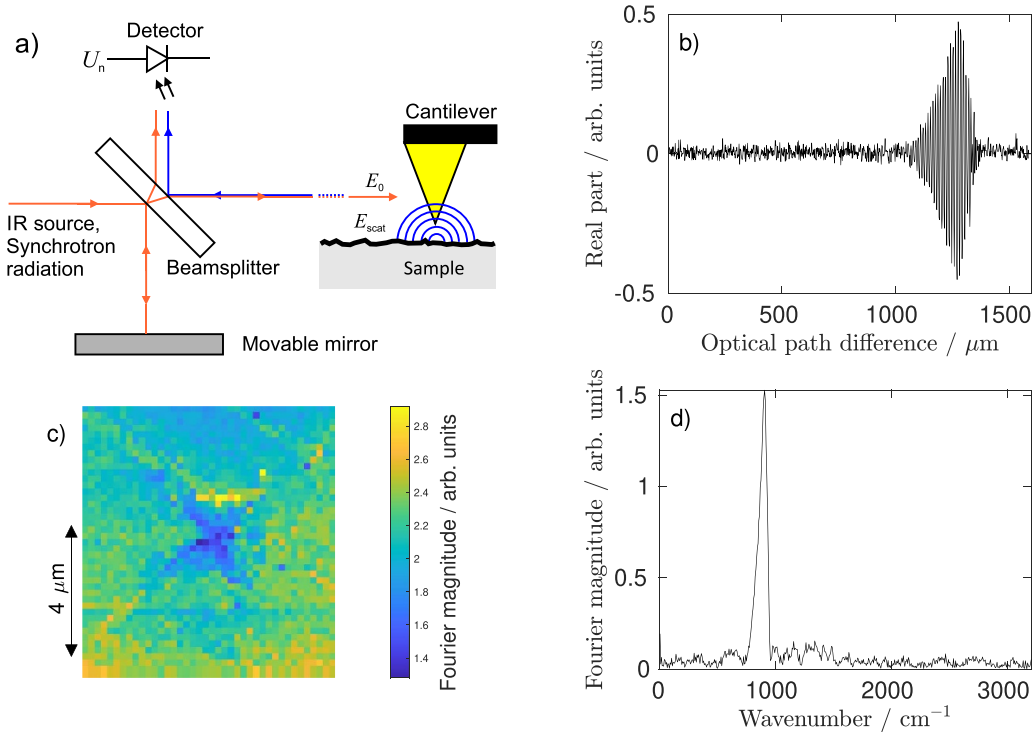 a)
Detector
Uₙ
Cantilever
E₀
E_scat
IR source,
Synchrotron
radiation
Beamsplitter
Sample
Movable mirror
b)
Real part / arb. units
0.5
0
-0.5
0
500
1000
1500
Optical path difference / μm
c)
4 μm
2.8
2.6
2.4
2.2
2
1.8
1.6
1.4
Fourier magnitude / arb. units
d)
Fourier magnitude / arb. units
1.5
1
0.5
0
0
1000
2000
3000
Wavenumber / cm⁻¹